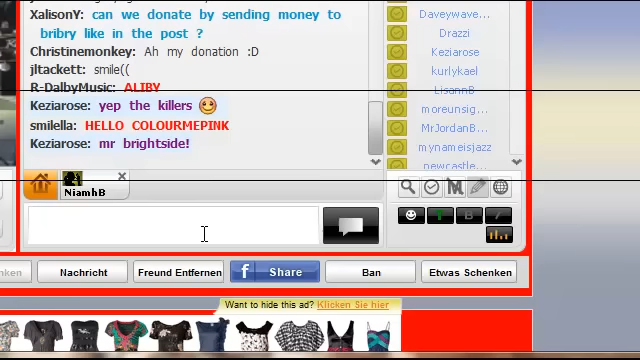 XalisonY: can we donate by sending money to
bribry like in the post ?
Christinemonkey: Ah my donation :D
jltackett: smile((
R-DalbyMusic: ALIBY
Keziarose: yep the killers
smilella: HELLO COLOURMEPINK
Keziarose: mr brightside!
Daveywave...
Drazzi
Keziarose
kurlykael
LisannB
moreunsig...
MrJordanB...
mynameisjazz
newcastle...
NiamhB
nken
Nachricht
Freund Entfernen
f Share
Ban
Etwas Schenken
Want to hide this ad? Klicken Sie hier